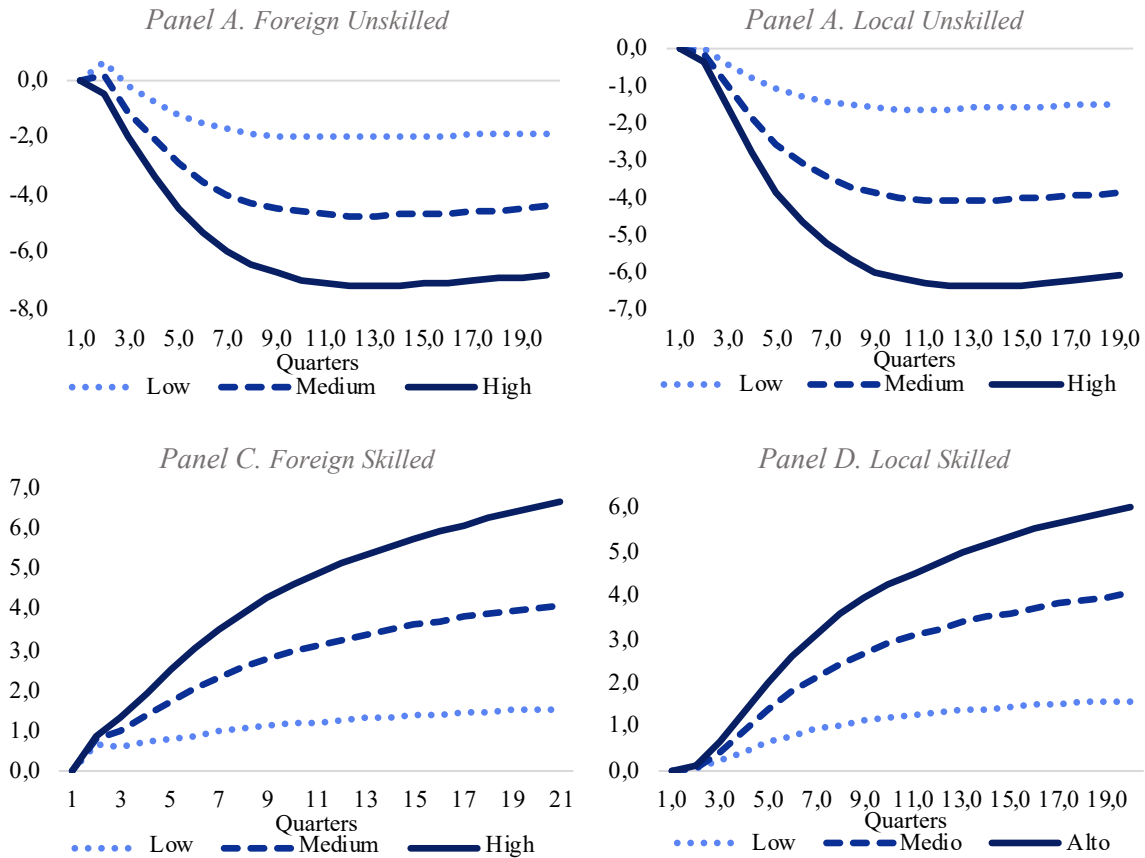 Panel A. Foreign Unskilled
0,0
-2,0
-4,0
-6,0
-8,0
1,0 3,0 5,0 7,0 9,0 11,0 13,0 15,0 17,0 19,0
Quarters
Low Medium High
Panel A. Local Unskilled
0,0
-1,0
-2,0
-3,0
-4,0
-5,0
-6,0
-7,0
1,0 3,0 5,0 7,0 9,0 11,0 13,0 15,0 17,0 19,0
Quarters
Low Medium High
Panel C. Foreign Skilled
7,0
6,0
5,0
4,0
3,0
2,0
1,0
0,0
1 3 5 7 9 11 13 15 17 19 21
Quarters
Low Medium High
Panel D. Local Skilled
6,0
5,0
4,0
3,0
2,0
1,0
0,0
1,0 3,0 5,0 7,0 9,0 11,0 13,0 15,0 17,0 19,0
Quarters
Low Medio Alto